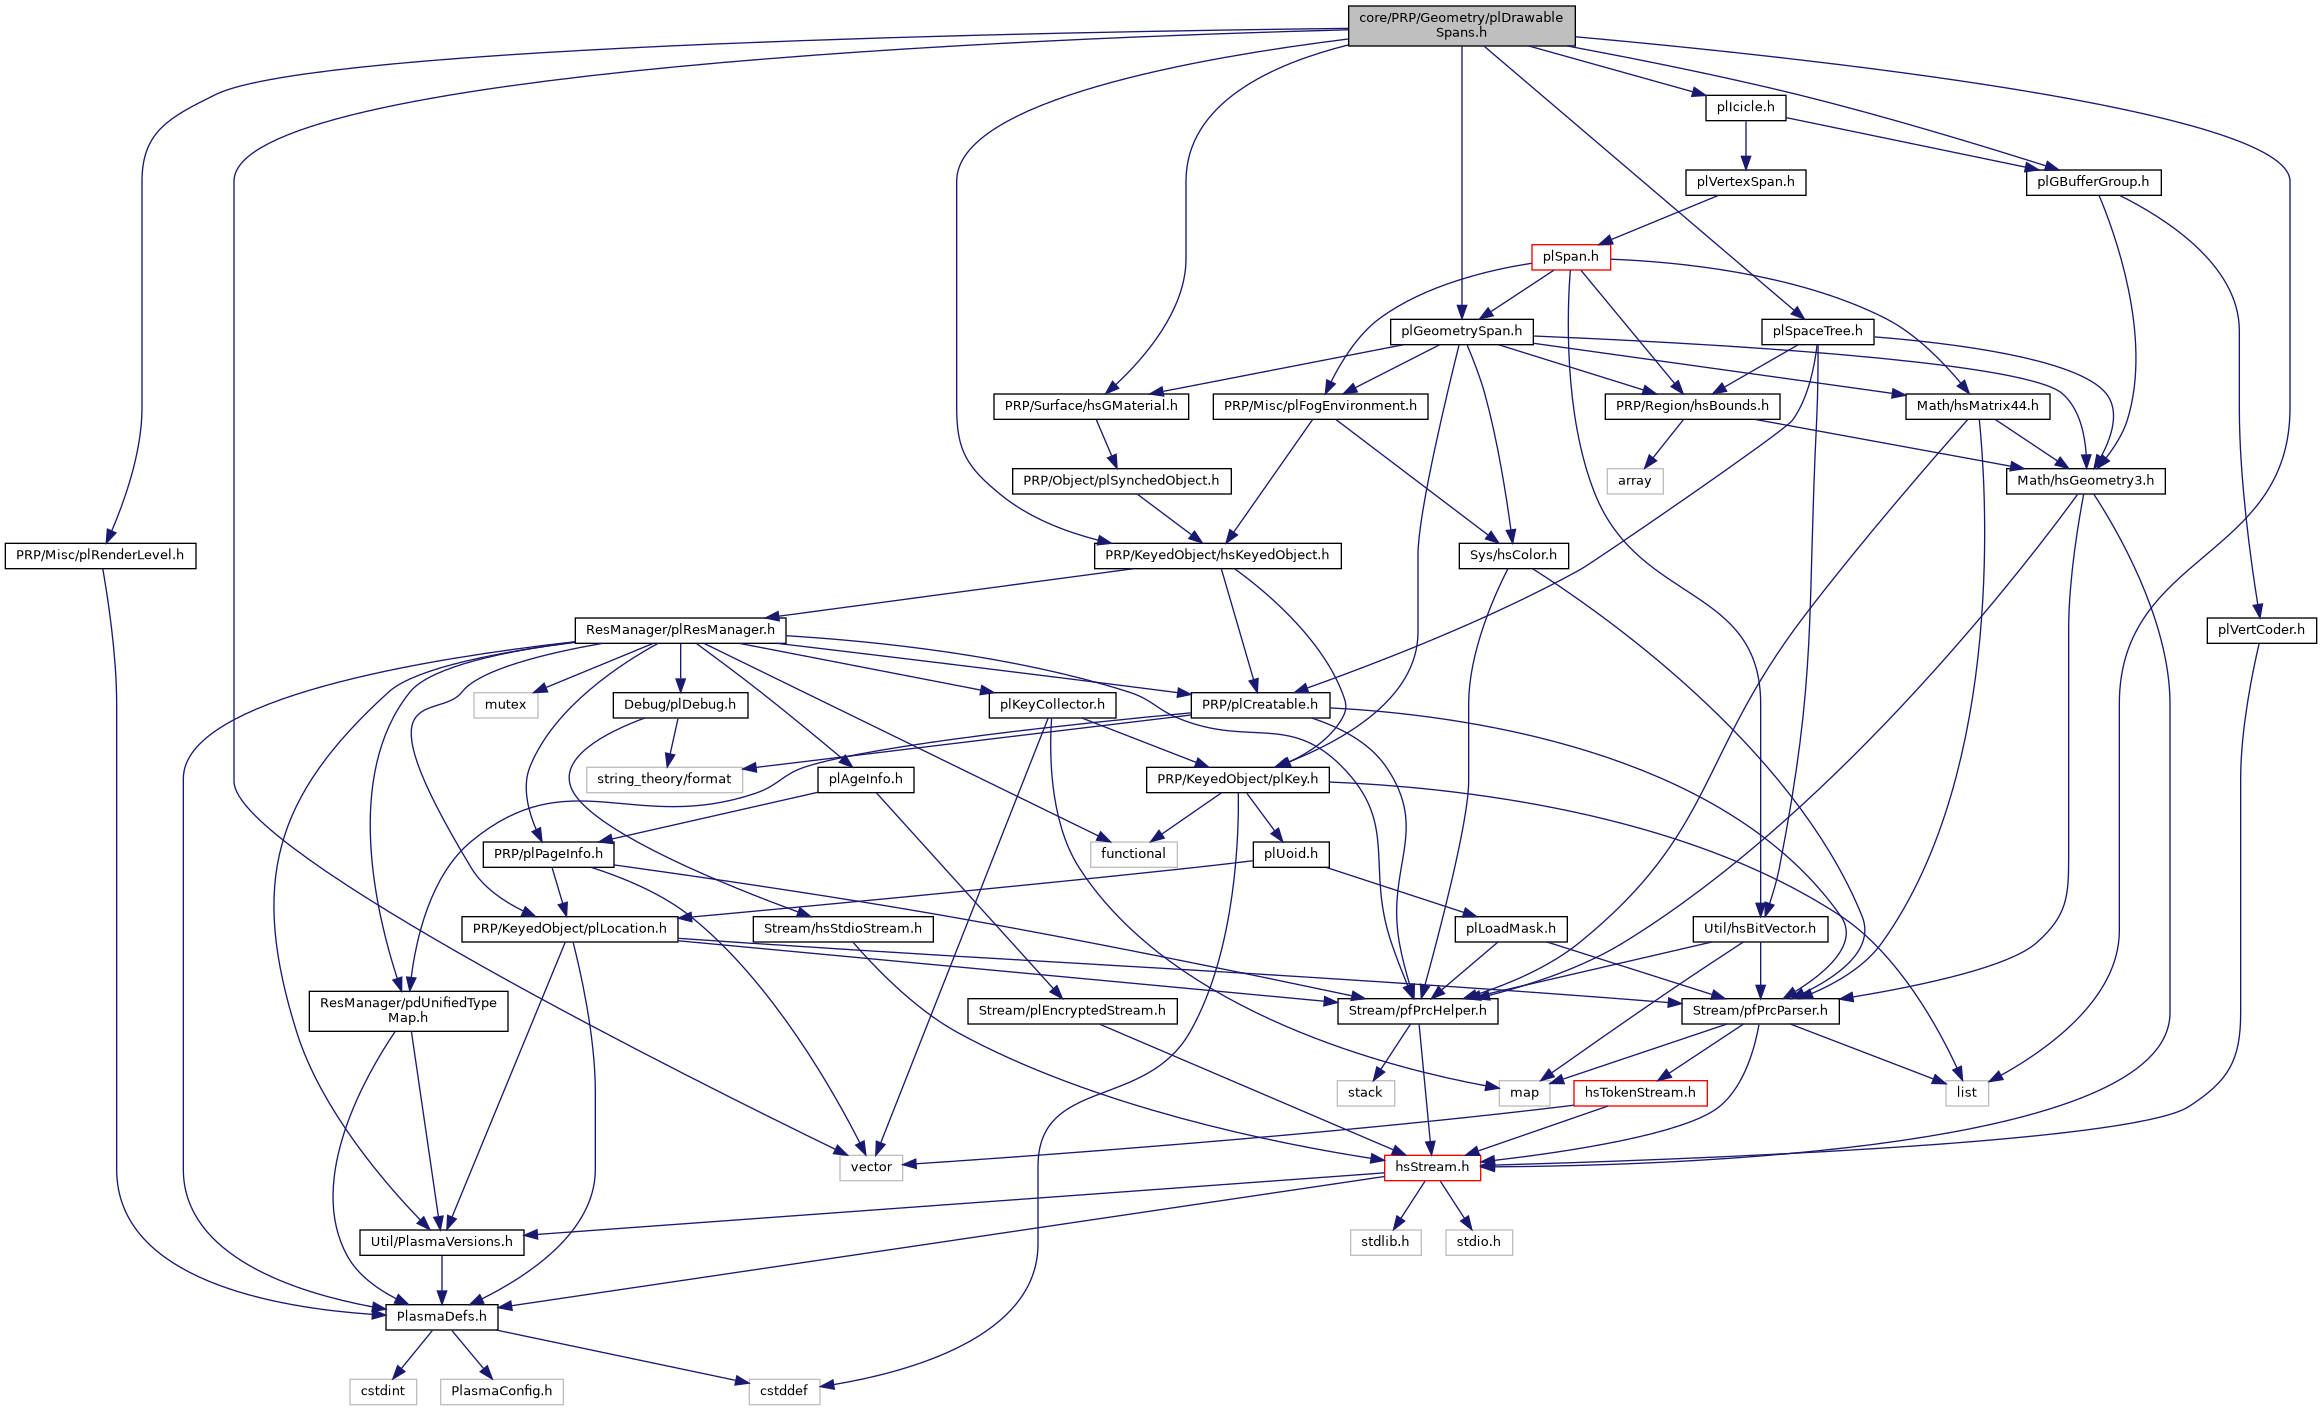 core/PRP/Geometry/plDrawable
Spans.h
plIcicle.h
plVertexSpan.h
plGBufferGroup.h
plSpan.h
plGeometrySpan.h
plSpaceTree.h
PRP/Surface/hsGMaterial.h
PRP/Misc/plFogEnvironment.h
PRP/Region/hsBounds.h
Math/hsMatrix44.h
PRP/Object/plSynchedObject.h
array
Math/hsGeometry3.h
PRP/Misc/plRenderLevel.h
PRP/KeyedObject/hsKeyedObject.h
Sys/hsColor.h
ResManager/plResManager.h
plVertCoder.h
mutex
Debug/plDebug.h
plKeyCollector.h
PRP/plCreatable.h
string_theory/format
plAgeInfo.h
PRP/KeyedObject/plKey.h
PRP/plPageInfo.h
functional
plUoid.h
PRP/KeyedObject/plLocation.h
Stream/hsStdioStream.h
plLoadMask.h
Util/hsBitVector.h
ResManager/pdUnifiedType
Map.h
Stream/plEncryptedStream.h
Stream/pfPrcHelper.h
Stream/pfPrcParser.h
stack
map
hsTokenStream.h
list
vector
hsStream.h
Util/PlasmaVersions.h
stdlib.h
stdio.h
PlasmaDefs.h
cstdint
PlasmaConfig.h
cstddef